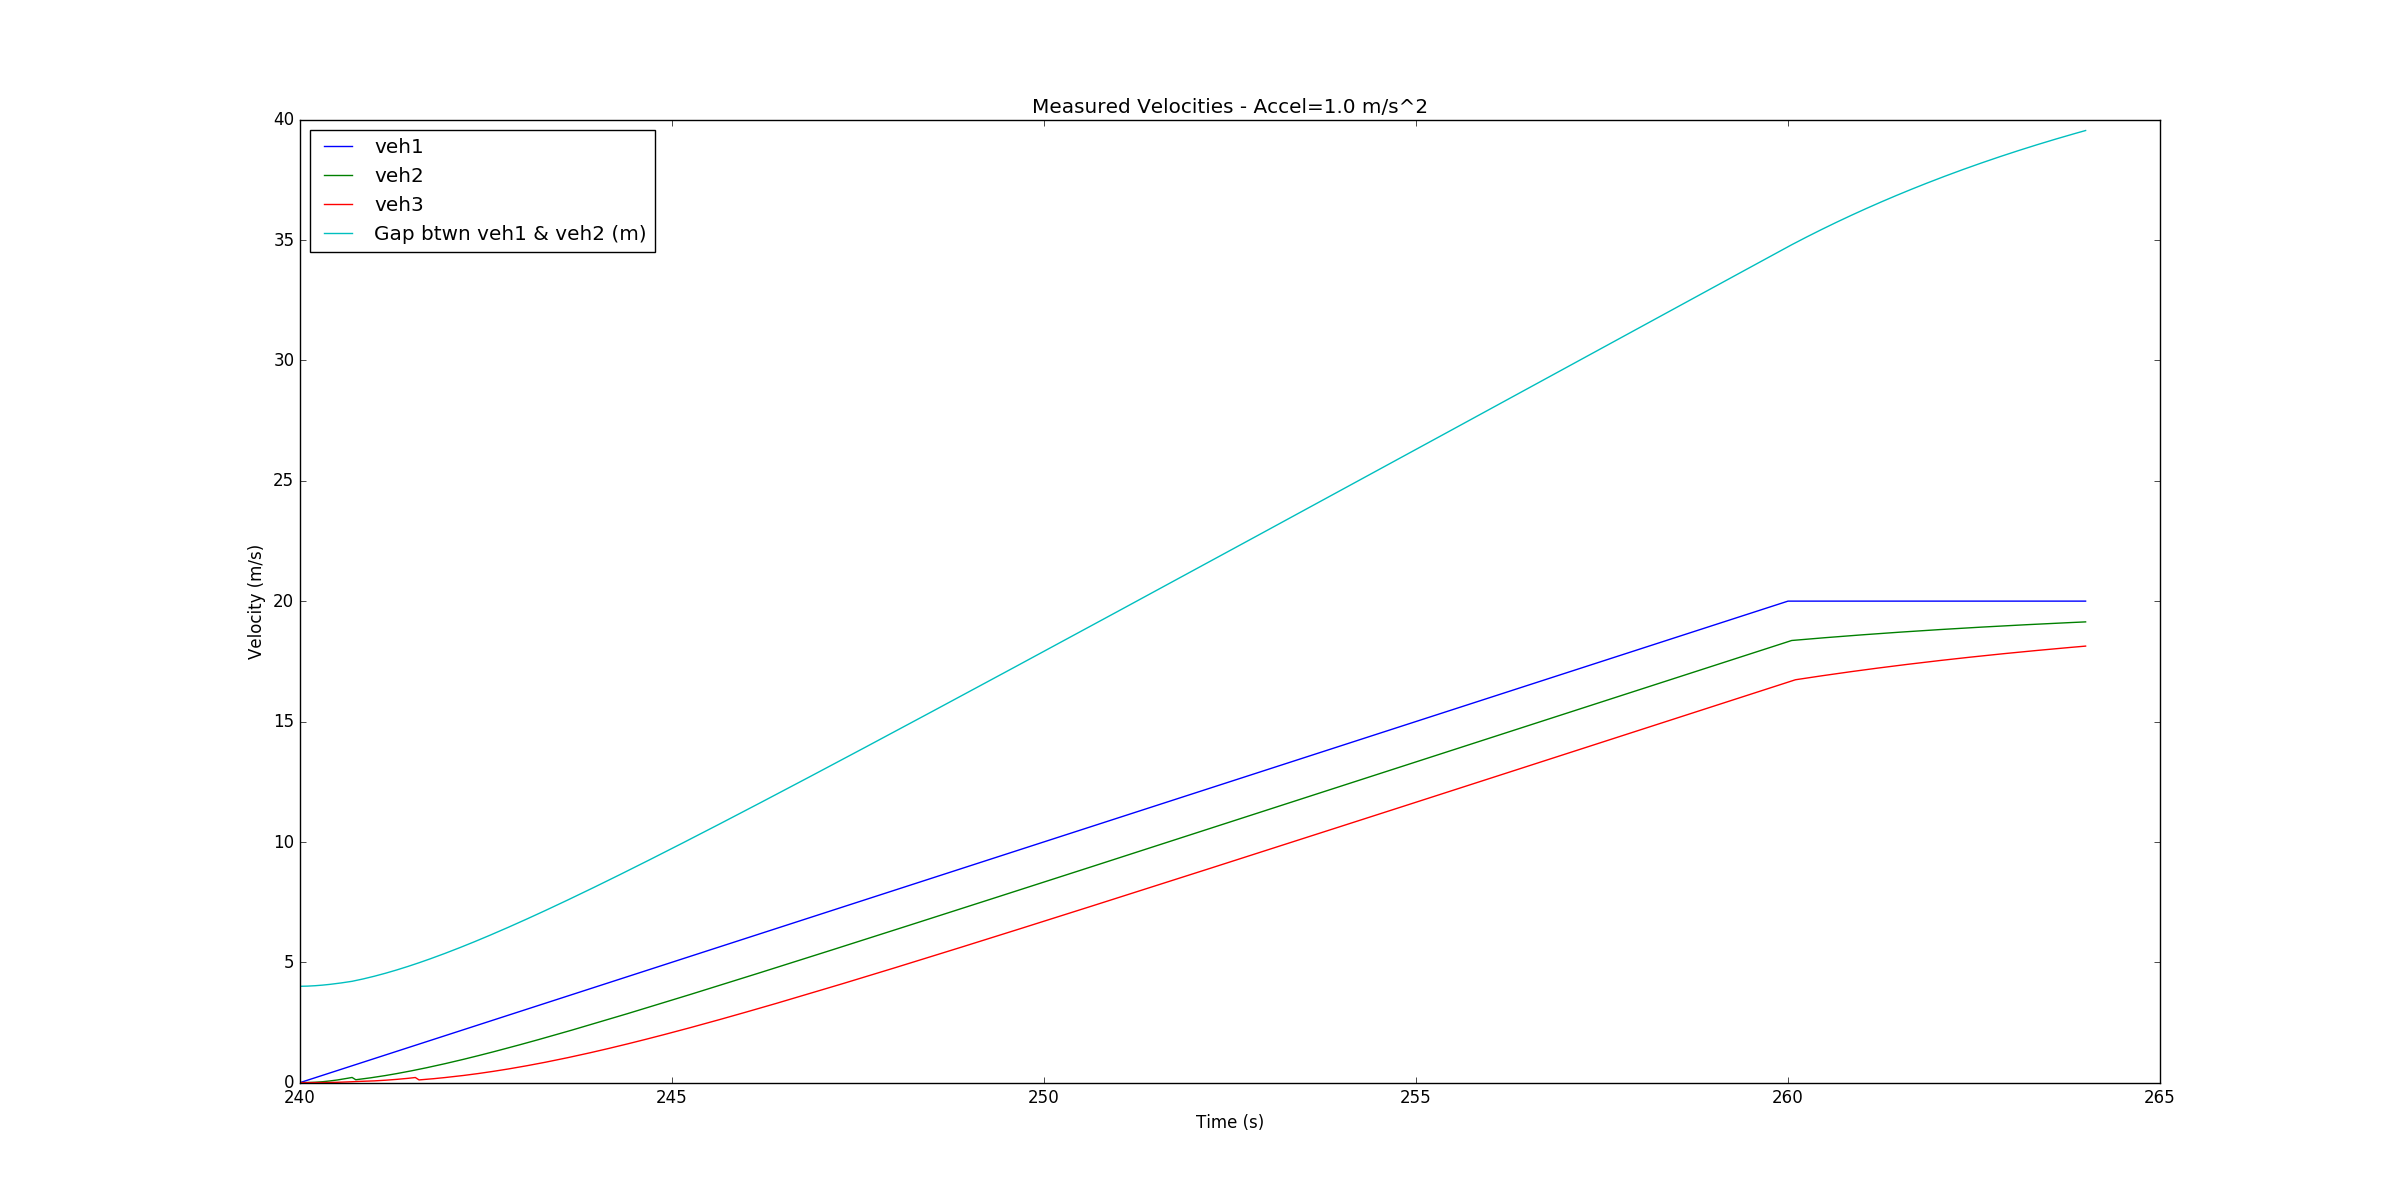 Measured Velocities - Accel=1.0 m/s^2
40
veh1
veh2
veh3
Gap btwn veh1 & veh2 (m)
35
30
25
20
15
10
5
0
Velocity (m/s)
240 245 250 255 260 265
Time (s)